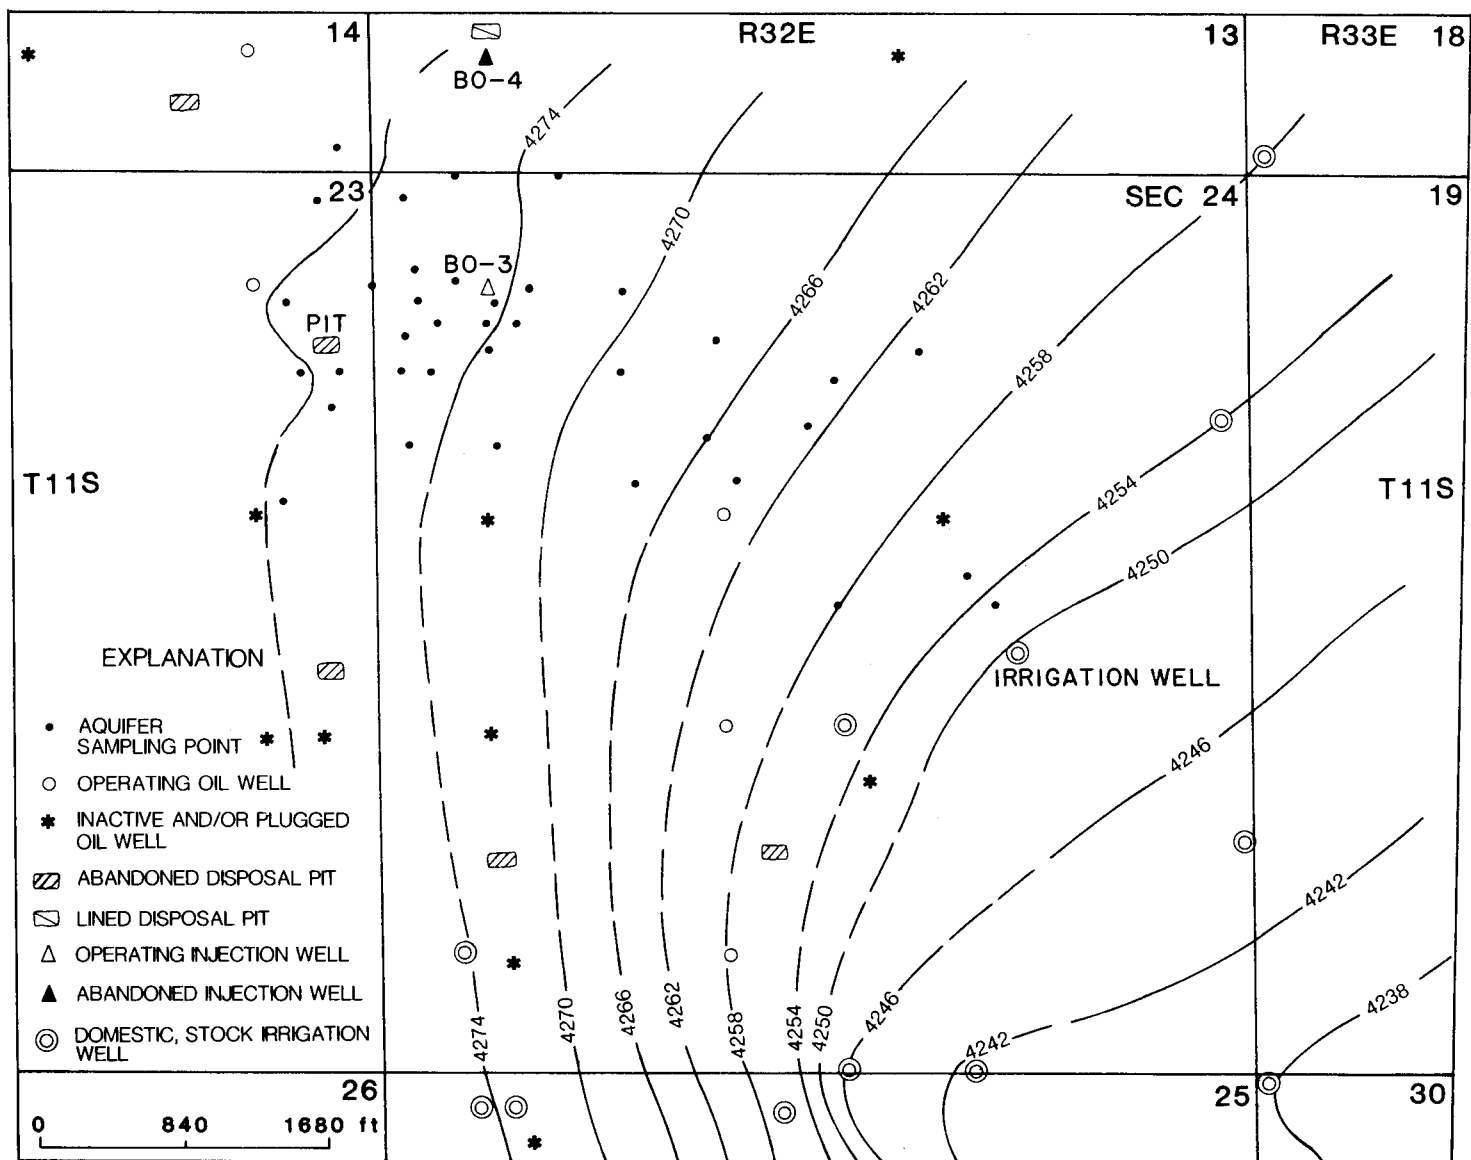 14
R32E
13
R33E 18
BO-4
4274
23
SEC 24
19
4270
BO-3
4266
4262
PIT
4258
T11S
4254
T11S
4250
EXPLANATION
IRRIGATION WELL
AQUIFER
SAMPLING POINT
OPERATING OIL WELL
4246
INACTIVE AND/OR PLUGGED
OIL WELL
ABANDONED DISPOSAL PIT
LINED DISPOSAL PIT
OPERATING INJECTION WELL
ABANDONED INJECTION WELL
DOMESTIC, STOCK IRRIGATION
WELL
4242
4238
4274
4270
4266
4262
4258
4254
4250
4246
4242
26
25
30
0 840 1680 ft